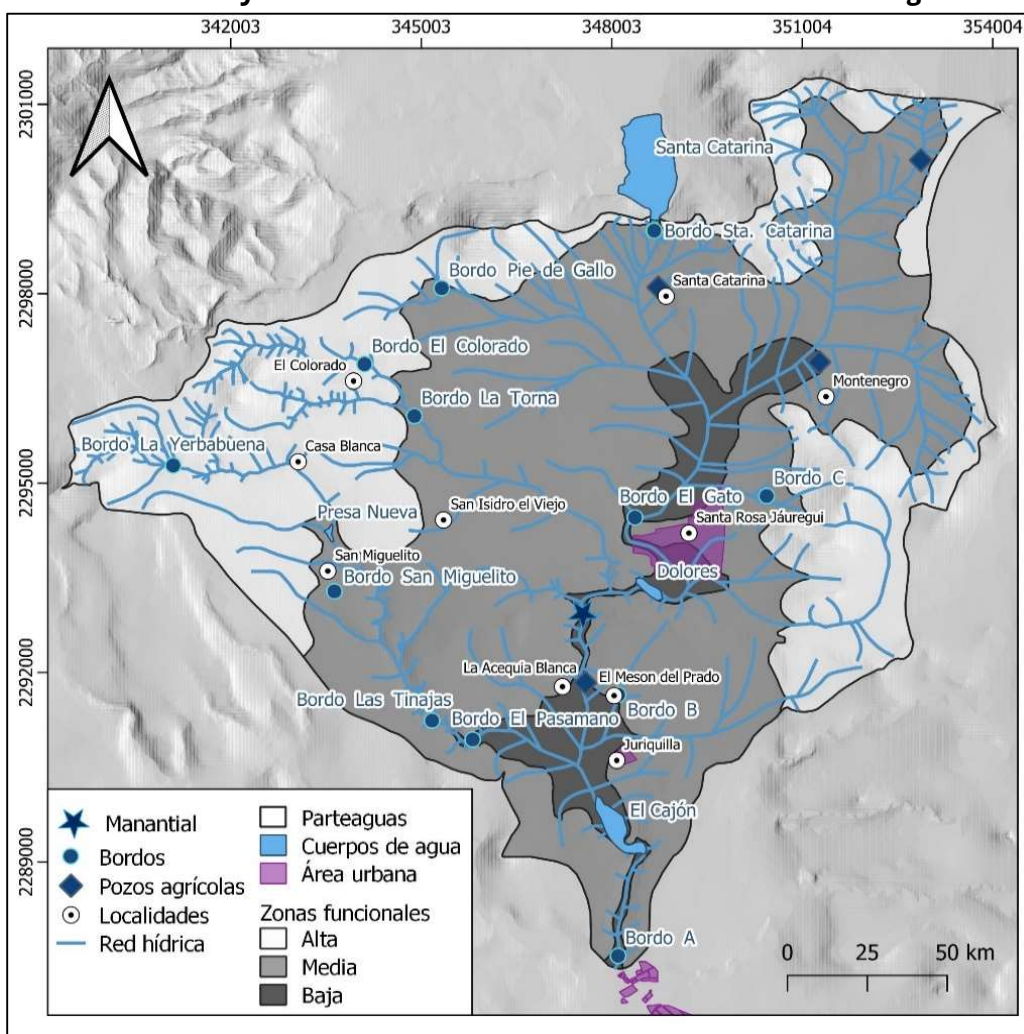 342003 345003 348003 351004 354004
2301000
2298000
2295000
2292000
2289000
Santa Catarina
Bordo Sta. Catarina
Bordo Pie de Gallo
Santa Catarina
Bordo El Colorado
El Colorado
Montenegro
Bordo La Torna
Bordo La Yerbabuena
Casa Blanca
Bordo C
Bordo El Gato
San Isidro el Viejo
Presa Nueva
Santa Rosa Jáuregui
San Miguelito
Dolores
Bordo San Miguelito
La Acequia Blanca
El Meson del Prado
Bordo Las Tinajas
Bordo B
Bordo El Pasamano
Juriquilla
El Cajón
Bordo A
Manantial
Bordos
Pozos agrícolas
Localidades
Red hídrica
Parteaguas
Cuerpos de agua
Área urbana
Zonas funcionales
Alta
Media
Baja
0 25 50 km